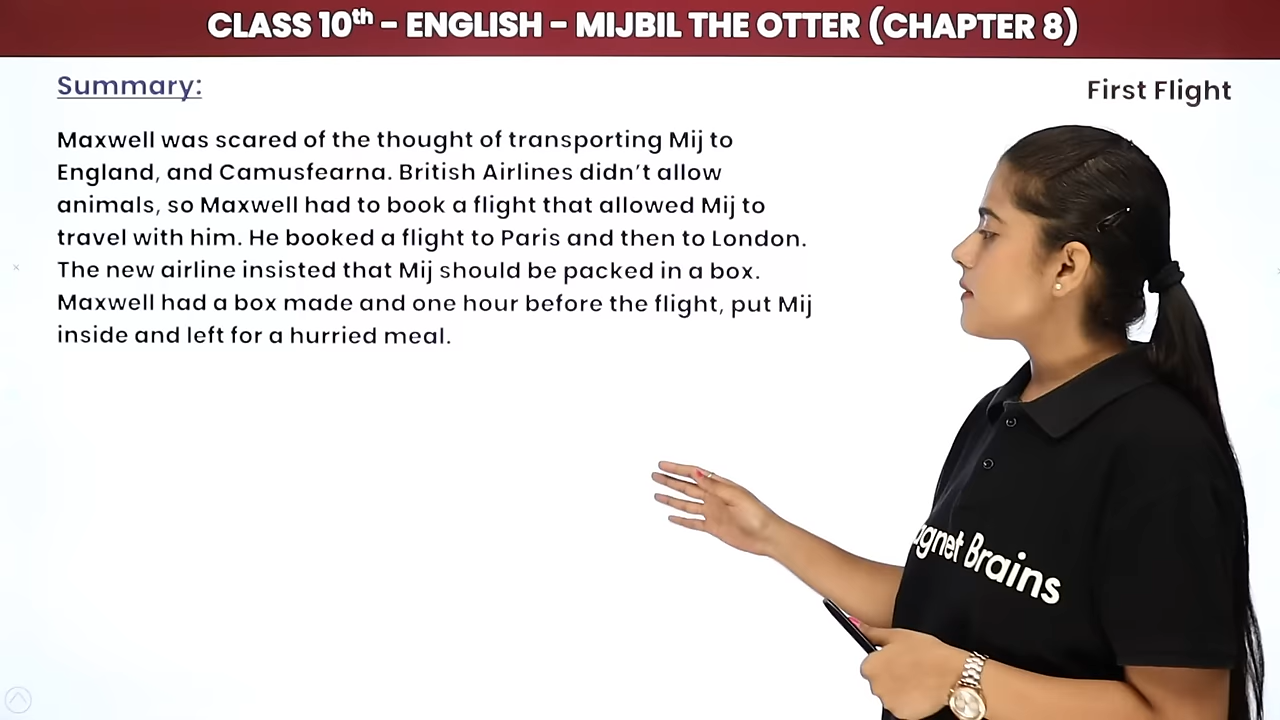 CLASS 10th - ENGLISH - MIJBIL THE OTTER (CHAPTER 8)
Summary:
First Flight
Maxwell was scared of the thought of transporting Mij to
England, and Camusfearna. British Airlines didn't allow
animals, so Maxwell had to book a flight that allowed Mij to
travel with him. He booked a flight to Paris and then to London.
The new airline insisted that Mij should be packed in a box.
Maxwell had a box made and one hour before the flight, put Mij
inside and left for a hurried meal.
agnet Brains